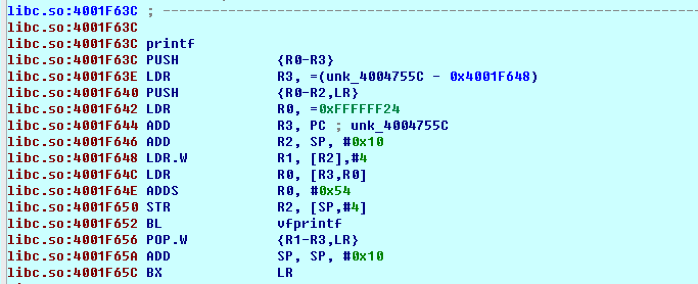 libc.so:4001F63C ; ---------------------------------------------------------------------------
libc.so:4001F63C
libc.so:4001F63C printf
libc.so:4001F63C PUSH {R0-R3}
libc.so:4001F63E LDR R3, =(unk_4004755C - 0x4001F648)
libc.so:4001F640 PUSH {R0-R2,LR}
libc.so:4001F642 LDR R0, =0xFFFFFF24
libc.so:4001F644 ADD R3, PC ; unk_4004755C
libc.so:4001F646 ADD R2, SP, #0x10
libc.so:4001F648 LDR.W R1, [R2],#4
libc.so:4001F64C LDR R0, [R3,R0]
libc.so:4001F64E ADDS R0, #0x54
libc.so:4001F650 STR R2, [SP,#4]
libc.so:4001F652 BL vfprintf
libc.so:4001F656 POP.W {R1-R3,LR}
libc.so:4001F65A ADD SP, SP, #0x10
libc.so:4001F65C BX LR